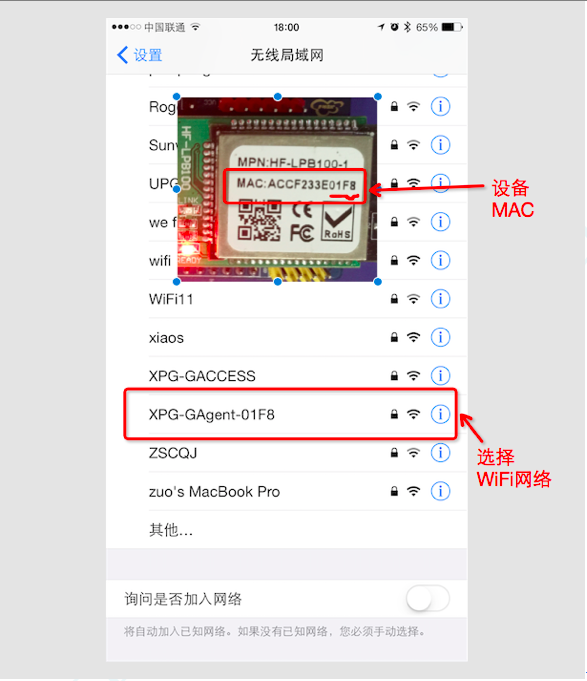 中国联通 18:00 65%
设置 无线局域网
Rog
HF-LPB100
MPN:HF-LPB100-1
Sunv
UPG
MAC:ACCF233E01F8
设备
MAC
we f
CE
FC
RoHS
wifi
WiFi11
xiaos
XPG-GACCESS
XPG-GAgent-01F8
选择
WiFi网络
ZSCQJ
zuo's MacBook Pro
其他...
询问是否加入网络
将自动加入已知网络。如果没有已知网络，您必须手动选择。